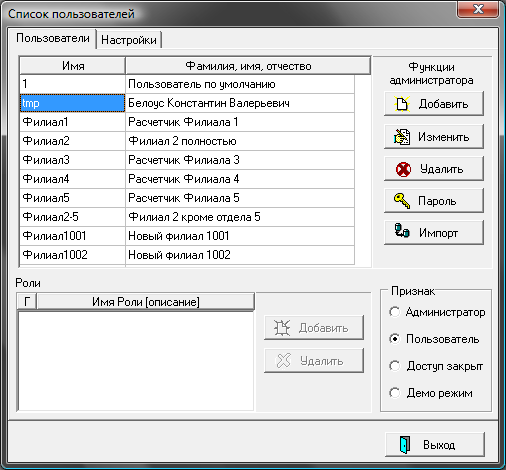 Список пользователей
Пользователи Настройки
Имя Фамилия, имя, отчество
1 Пользователь по умолчанию
tmp Белоус Константин Валерьевич
Филиал1 Расчетчик Филиала 1
Филиал2 Филиал 2 полностью
Филиал3 Расчетчик Филиала 3
Филиал4 Расчетчик Филиала 4
Филиал5 Расчетчик Филиала 5
Филиал2-5 Филиал 2 кроме отдела 5
Филиал1001 Новый филиал 1001
Филиал1002 Новый филиал 1002
Функции
администратора
Добавить
Изменить
Удалить
Пароль
Импорт
Роли
Г Имя Роли [описание]
Добавить
Удалить
Признак
Администратор
Пользователь
Доступ закрыт
Демо режим
Выход